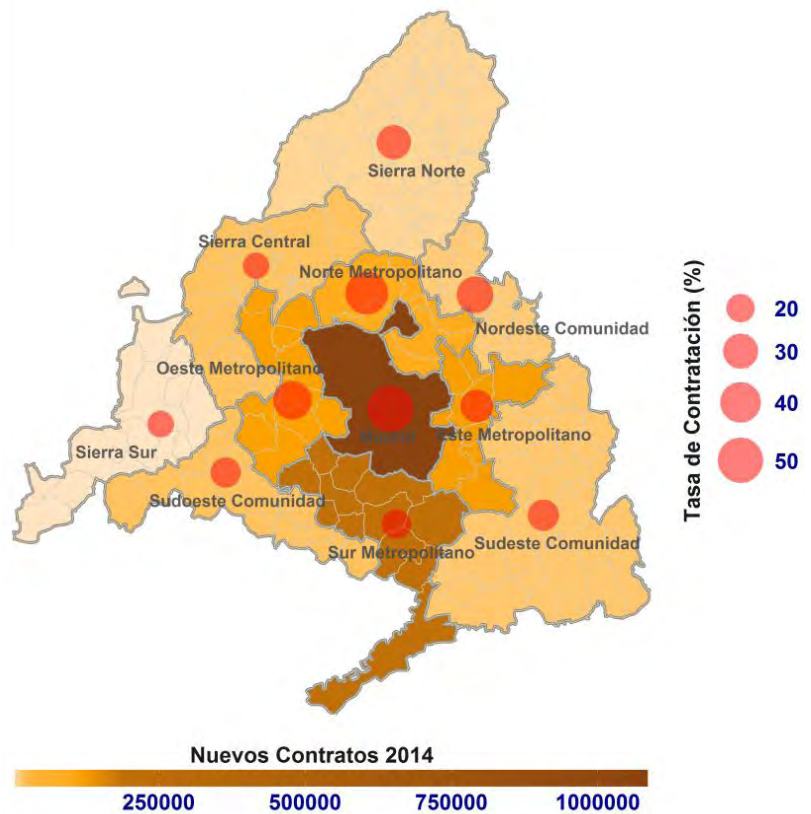 Sierra Norte
Sierra Central
Norte Metropolitano
Nordeste Comunidad
Oeste Metropolitano
Este Metropolitano
Sierra Sur
Sudoeste Comunidad
Sur Metropolitano
Sudeste Comunidad
Tasa de Contratación (%)
20
30
40
50
Nuevos Contratos 2014
250000 500000 750000 1000000